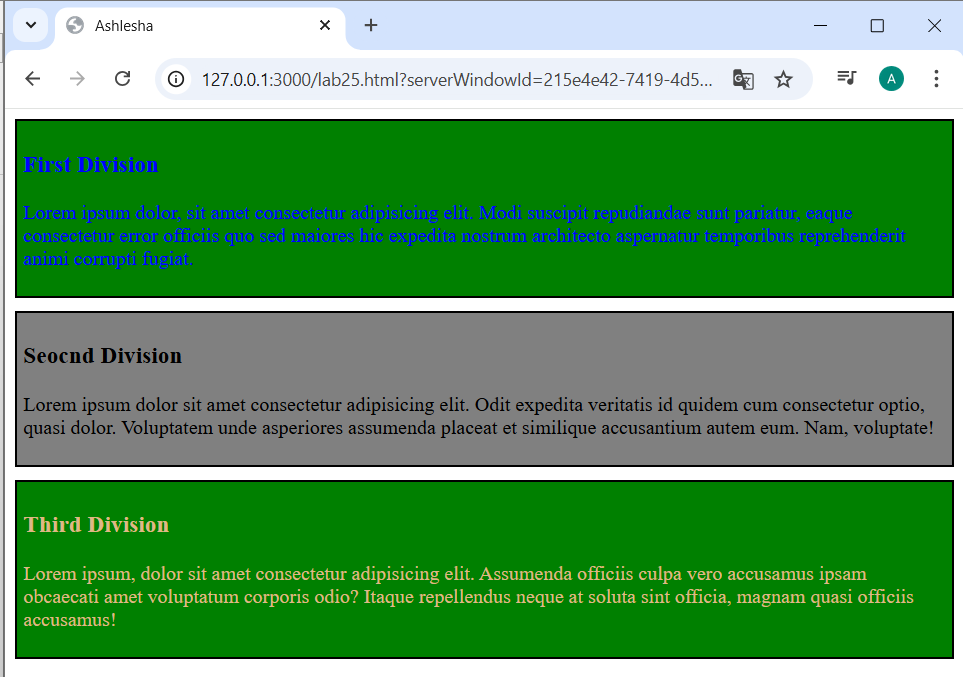 Ashlesha
127.0.0.1:3000/lab25.html?serverWindowId=215e4e42-7419-4d5...
A
First Division
Lorem ipsum dolor, sit amet consectetur adipisicing elit. Modi suscipit repudiandae sunt pariatur, eaque
consectetur error officiis quo sed maiores hic expedita nostrum architecto aspernatur temporibus reprehenderit
animi corrupti fugiat.
Seocnd Division
Lorem ipsum dolor sit amet consectetur adipisicing elit. Odit expedita veritatis id quidem cum consectetur optio,
quasi dolor. Voluptatem unde asperiores assumenda placeat et similique accusantium autem eum. Nam, voluptate!
Third Division
Lorem ipsum, dolor sit amet consectetur adipisicing elit. Assumenda officiis culpa vero accusamus ipsam
obcaecati amet voluptatum corporis odio? Itaque repellendus neque at soluta sint officia, magnam quasi officiis
accusamus!